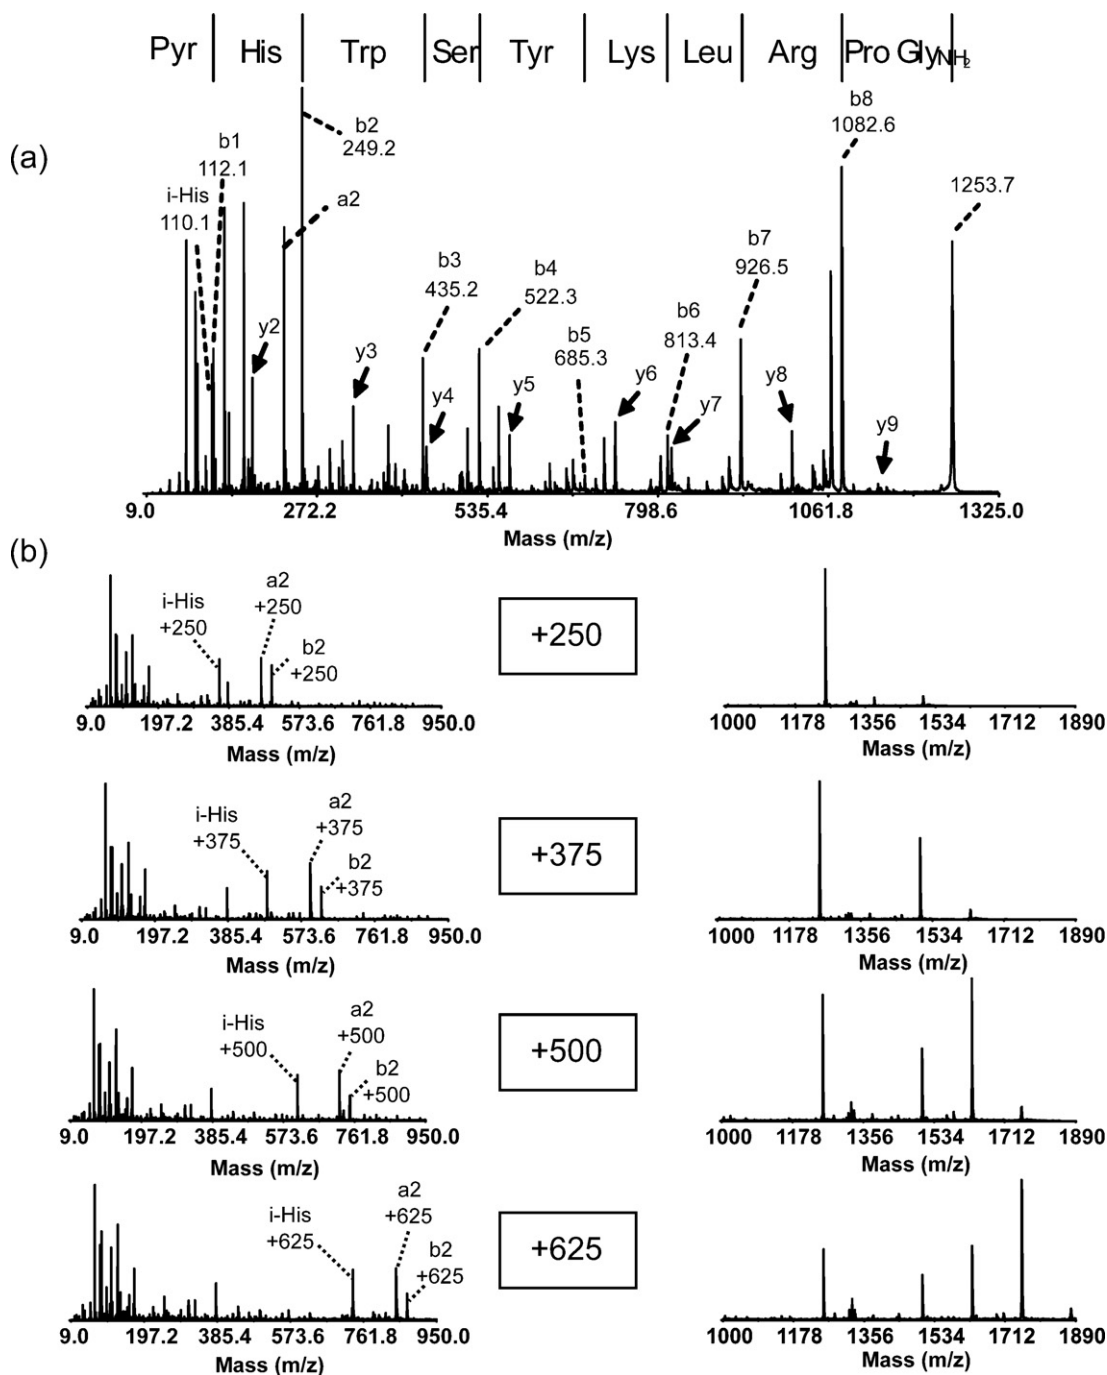 Pyr His Trp Ser Tyr Lys Leu Arg Pro Gly NH2
(a)
b8
1082.6
b2
249.2
b1
112.1
i-His
110.1
a2
1253.7
b7
926.5
b3
435.2
b4
522.3
b6
813.4
b5
685.3
y2
y3
y4
y5
y6
y7
y8
y9
9.0 272.2 535.4 798.6 1061.8 1325.0
Mass (m/z)
(b)
i-His
+250
a2
+250
b2
+250
9.0 197.2 385.4 573.6 761.8 950.0
Mass (m/z)
+250
1000 1178 1356 1534 1712 1890
Mass (m/z)
i-His
+375
a2
+375
b2
+375
9.0 197.2 385.4 573.6 761.8 950.0
Mass (m/z)
+375
1000 1178 1356 1534 1712 1890
Mass (m/z)
i-His
+500
a2
+500
b2
+500
9.0 197.2 385.4 573.6 761.8 950.0
Mass (m/z)
+500
1000 1178 1356 1534 1712 1890
Mass (m/z)
i-His
+625
a2
+625
b2
+625
9.0 197.2 385.4 573.6 761.8 950.0
Mass (m/z)
+625
1000 1178 1356 1534 1712 1890
Mass (m/z)